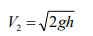 V₂ = √2gh